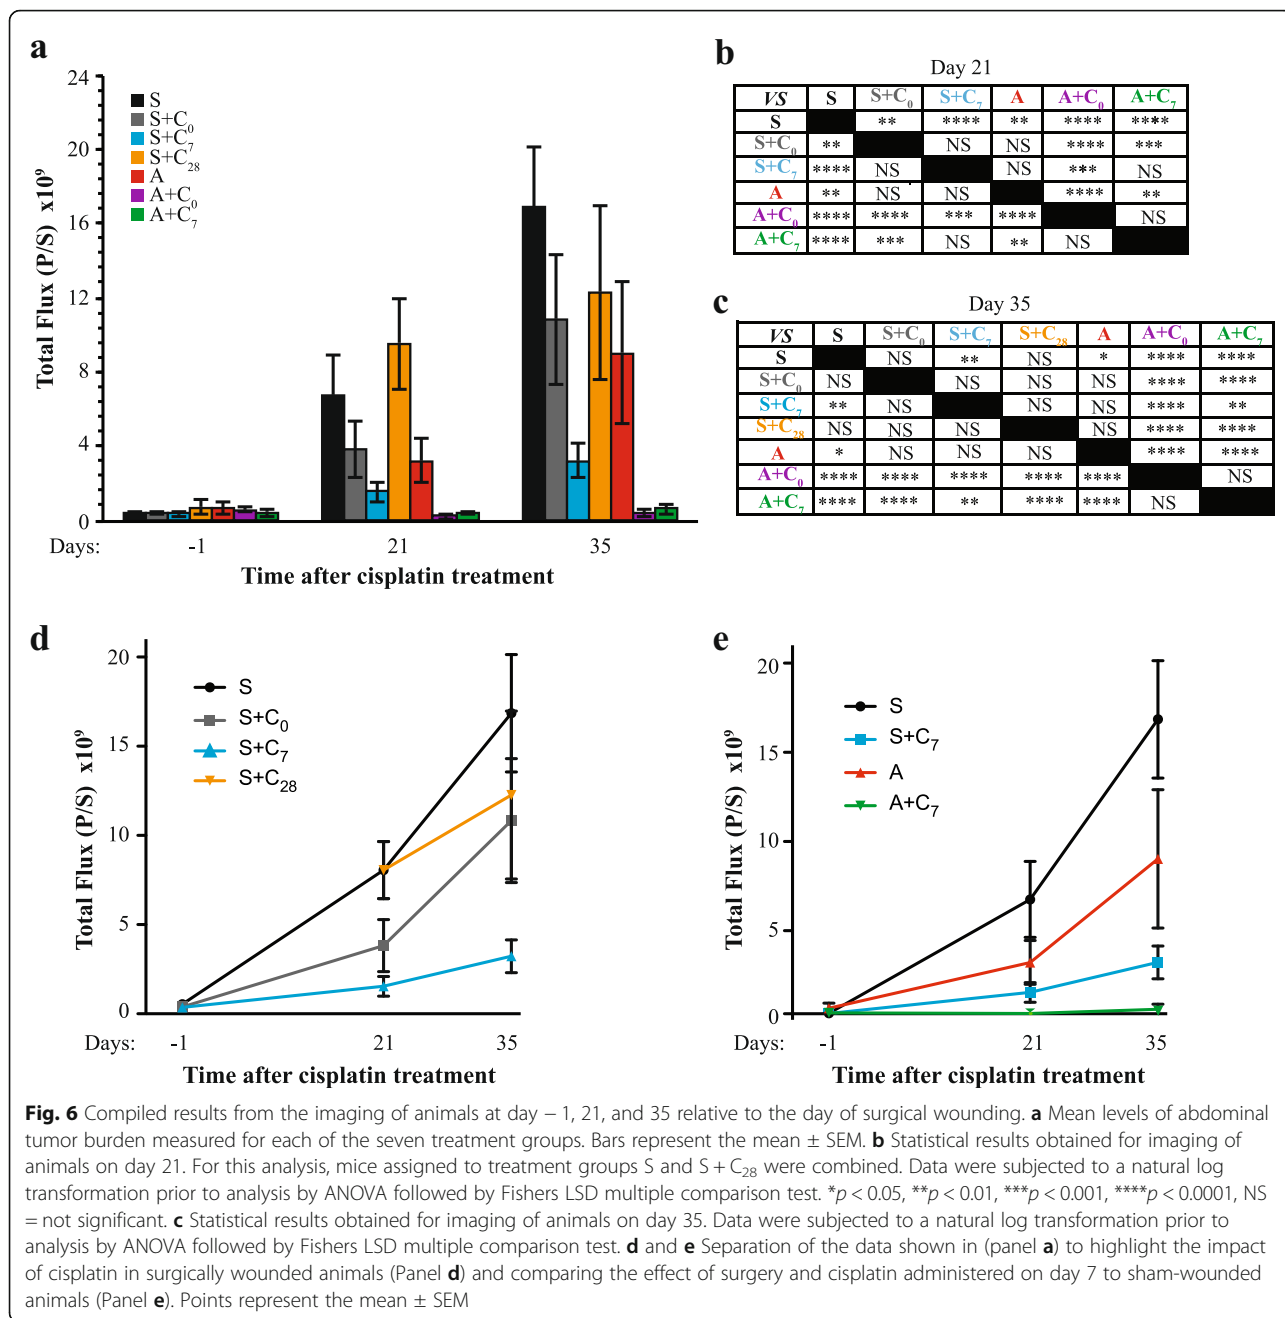 a
24
20
16
12
8
4
0
Total Flux (P/S) x10⁹
S
S+C₀
S+C₇
S+C₂₈
A
A+C₀
A+C₇
Days: -1 21 35
Time after cisplatin treatment
b
Day 21
VS S S+C₀ S+C₇ A A+C₀ A+C₇
S ** **** ** **** ****
S+C₀ ** NS NS **** ***
S+C₇ **** NS NS *** NS
A ** NS NS **** **
A+C₀ **** **** *** **** NS
A+C₇ **** *** NS ** NS
c
Day 35
VS S S+C₀ S+C₇ S+C₂₈ A A+C₀ A+C₇
S NS ** NS * **** ****
S+C₀ NS NS NS NS **** ****
S+C₇ ** NS NS NS **** **
S+C₂₈ NS NS NS NS **** ****
A * NS NS NS **** ****
A+C₀ **** **** **** **** **** NS
A+C₇ **** **** ** **** **** NS
d
20
15
10
5
0
Total Flux (P/S) x10⁹
S
S+C₀
S+C₇
S+C₂₈
Days: -1 21 35
Time after cisplatin treatment
e
20
15
10
5
0
Total Flux (P/S) x10⁹
S
S+C₇
A
A+C₇
Days: -1 21 35
Time after cisplatin treatment
Fig. 6 Compiled results from the imaging of animals at day − 1, 21, and 35 relative to the day of surgical wounding. a Mean levels of abdominal
tumor burden measured for each of the seven treatment groups. Bars represent the mean ± SEM. b Statistical results obtained for imaging of
animals on day 21. For this analysis, mice assigned to treatment groups S and S + C₂₈ were combined. Data were subjected to a natural log
transformation prior to analysis by ANOVA followed by Fishers LSD multiple comparison test. *p < 0.05, **p < 0.01, ***p < 0.001, ****p < 0.0001, NS
= not significant. c Statistical results obtained for imaging of animals on day 35. Data were subjected to a natural log transformation prior to
analysis by ANOVA followed by Fishers LSD multiple comparison test. d and e Separation of the data shown in (panel a) to highlight the impact
of cisplatin in surgically wounded animals (Panel d) and comparing the effect of surgery and cisplatin administered on day 7 to sham-wounded
animals (Panel e). Points represent the mean ± SEM